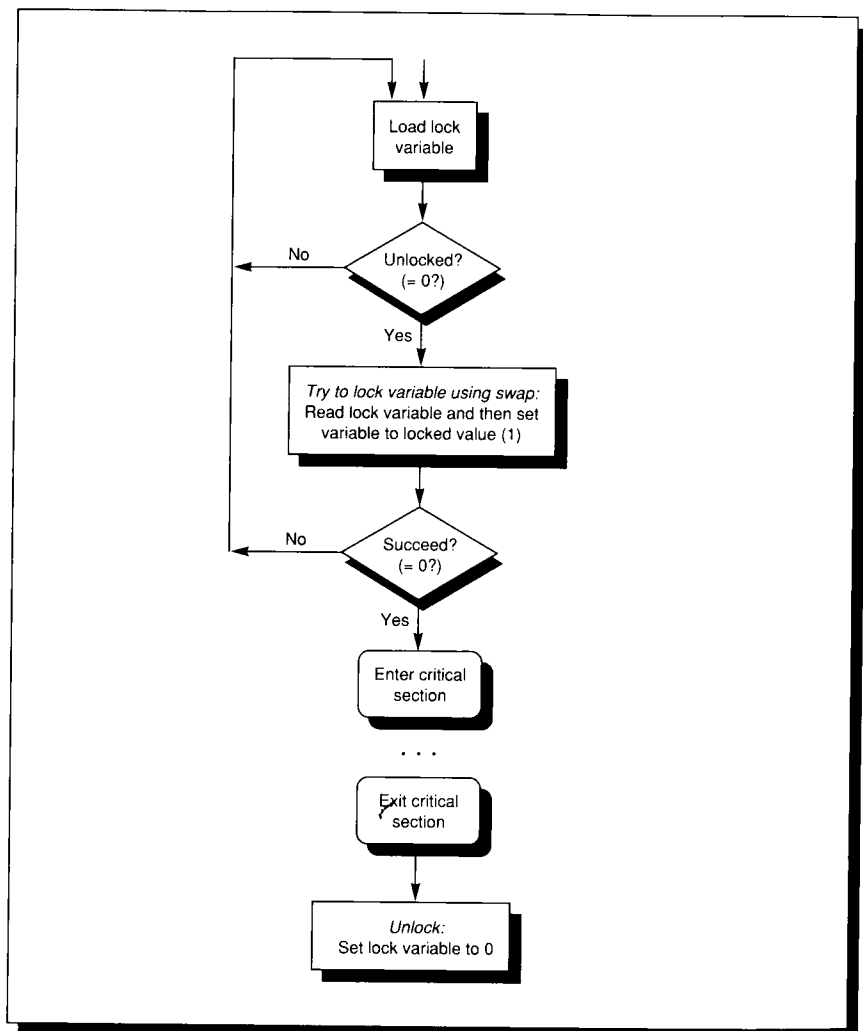 Load lock
variable
No
Unlocked?
(= 0?)
Yes
Try to lock variable using swap:
Read lock variable and then set
variable to locked value (1)
No
Succeed?
(= 0?)
Yes
Enter critical
section
. . .
Exit critical
section
Unlock:
Set lock variable to 0